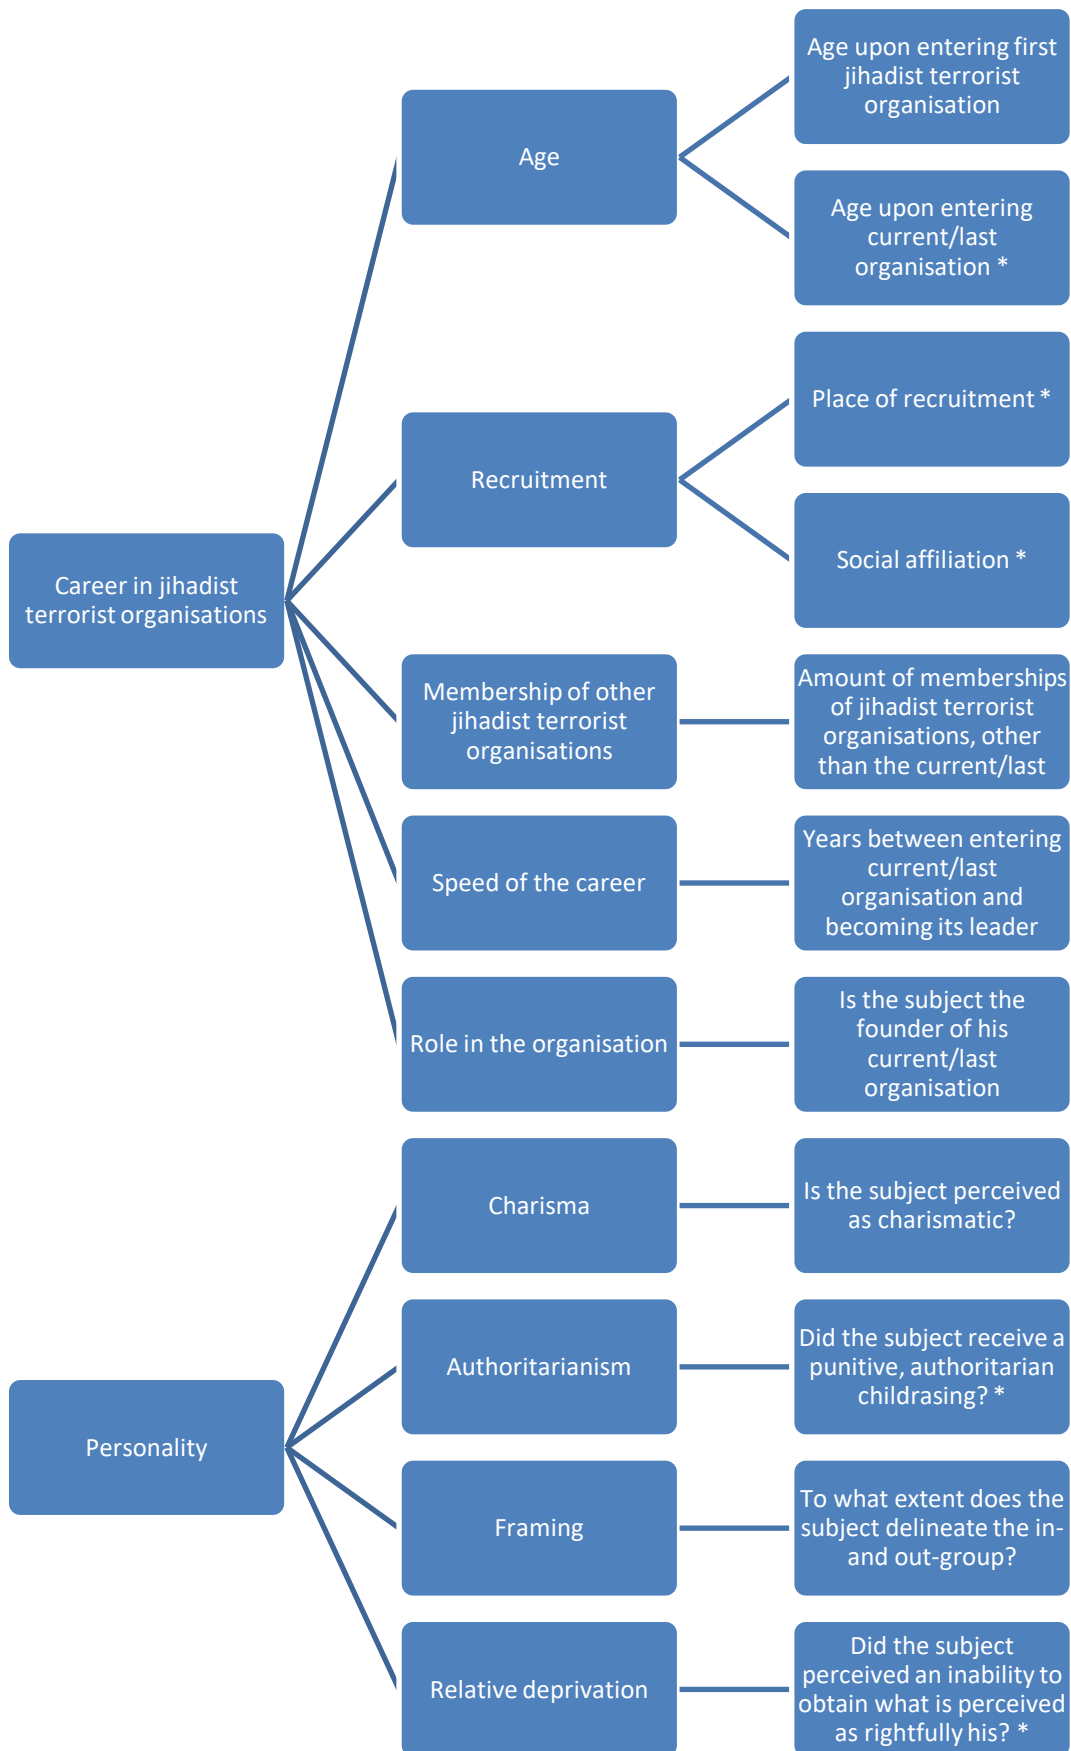 Career in jihadist
terrorist organisations
Age
Age upon entering first
jihadist terrorist
organisation
Age upon entering
current/last
organisation *
Recruitment
Place of recruitment *
Social affiliation *
Membership of other
jihadist terrorist
organisations
Amount of memberships
of jihadist terrorist
organisations, other
than the current/last
Speed of the career
Years between entering
current/last
organisation and
becoming its leader
Role in the organisation
Is the subject the
founder of his
current/last
organisation
Personality
Charisma
Is the subject perceived
as charismatic?
Authoritarianism
Did the subject receive a
punitive, authoritarian
childrasing? *
Framing
To what extent does the
subject delineate the in-
and out-group?
Relative deprivation
Did the subject
perceived an inability to
obtain what is perceived
as rightfully his? *